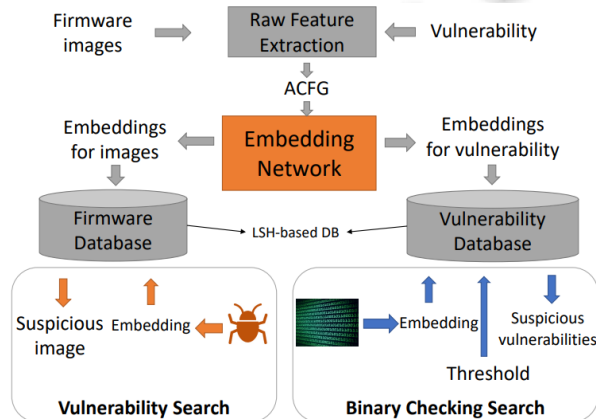 Firmware
images
Raw Feature
Extraction
Vulnerability
ACFG
Embeddings
for images
Embedding
Network
Embeddings
for vulnerability
Firmware
Database
LSH-based DB
Vulnerability
Database
Suspicious
image
Embedding
Vulnerability Search
Embedding
Suspicious
vulnerabilities
Threshold
Binary Checking Search